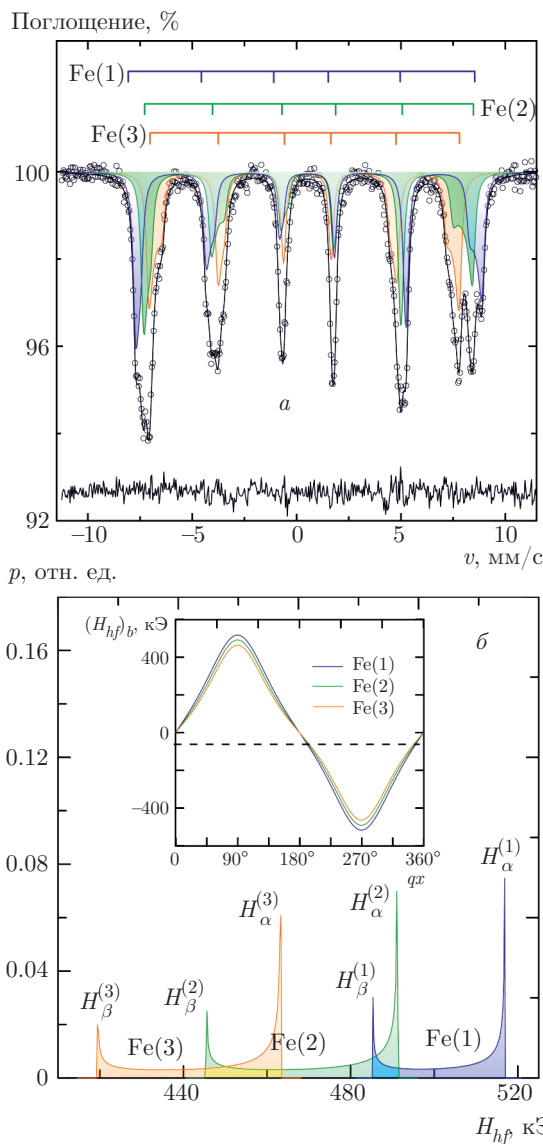 Поглощение, %
Fe(1)
Fe(2)
Fe(3)
100
96
а
92
−10 −5 0 5 10
v, мм/с
p, отн. ед.
0.16
(H_hf)_b, кЭ
б
400
Fe(1)
Fe(2)
Fe(3)
0.12
0
−400
0 90° 180° 270° 360°
qx
0.08
H_α^(1)
H_α^(2)
H_α^(3)
H_β^(1)
0.04
H_β^(2)
H_β^(3)
Fe(3) Fe(2) Fe(1)
0
440 480 520
H_hf, кЭ